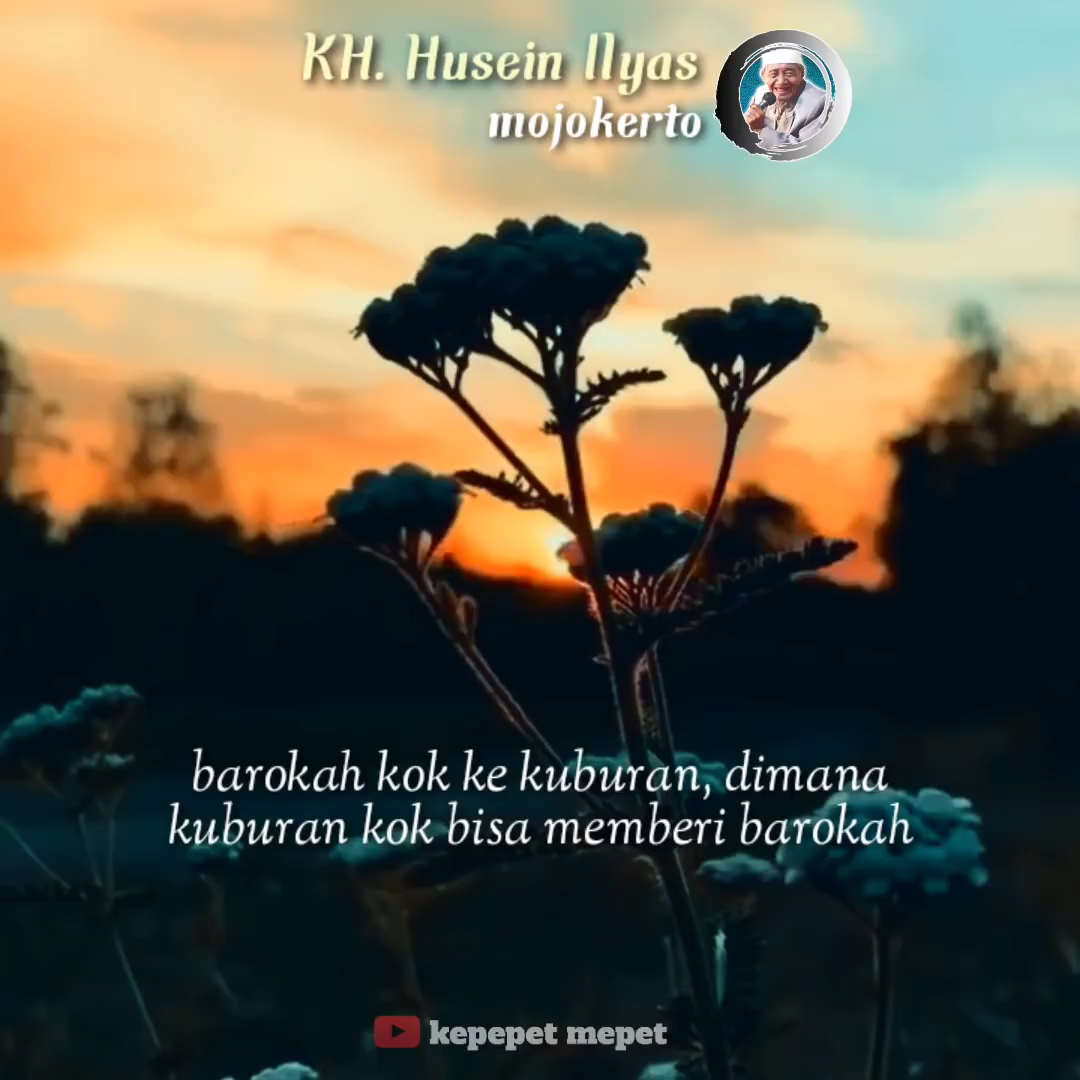 KH. Husein Ilyas
mojokerto
barokah kok ke kuburan, dimana
kuburan kok bisa memberi barokah
kepepet mepet